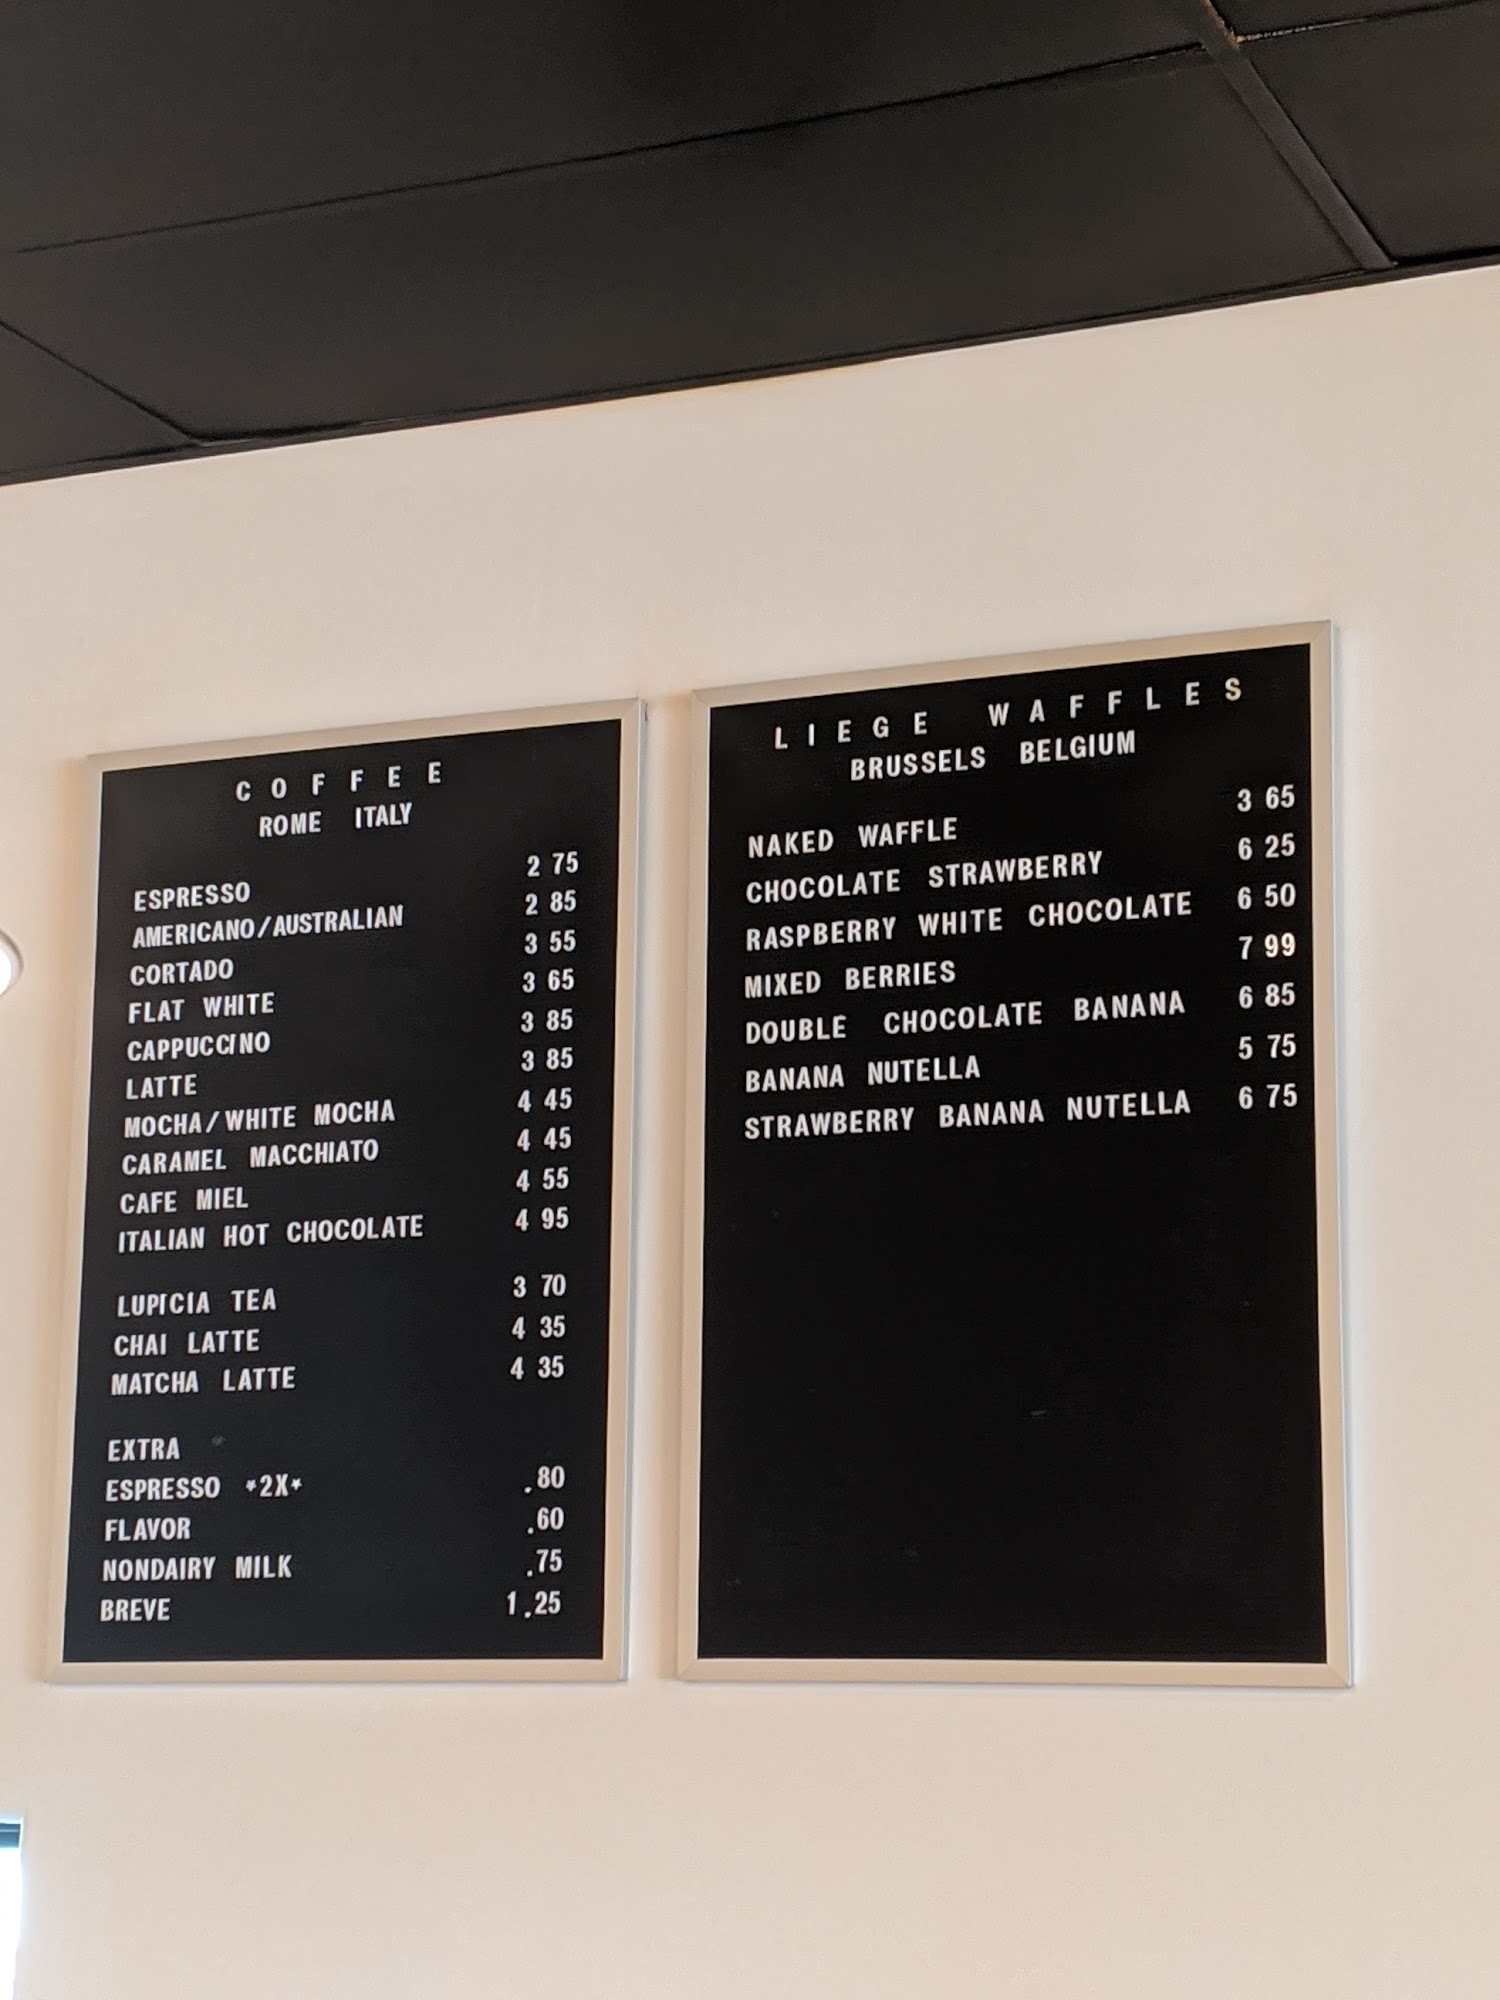 COFFEE
ROME ITALY
ESPRESSO 2 75
AMERICANO/AUSTRALIAN 2 85
CORTADO 3 55
FLAT WHITE 3 65
CAPPUCCINO 3 85
LATTE 3 85
MOCHA/WHITE MOCHA 4 45
CARAMEL MACCHIATO 4 45
CAFE MIEL 4 55
ITALIAN HOT CHOCOLATE 4 95
LUPICIA TEA 3 70
CHAI LATTE 4 35
MATCHA LATTE 4 35
EXTRA
ESPRESSO *2X* .80
FLAVOR .60
NONDAIRY MILK .75
BREVE 1.25
LIEGE WAFFLES
BRUSSELS BELGIUM
NAKED WAFFLE 3 65
CHOCOLATE STRAWBERRY 6 25
RASPBERRY WHITE CHOCOLATE 6 50
MIXED BERRIES 7 99
DOUBLE CHOCOLATE BANANA 6 85
BANANA NUTELLA 5 75
STRAWBERRY BANANA NUTELLA 6 75